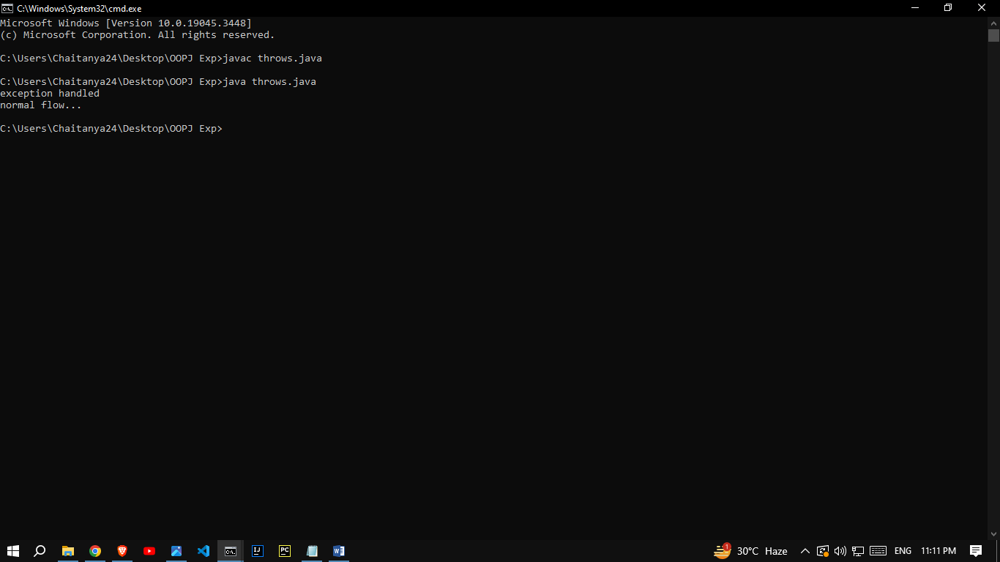 C:\Windows\System32\cmd.exe
Microsoft Windows [Version 10.0.19045.3448]
(c) Microsoft Corporation. All rights reserved.
C:\Users\Chaitanya24\Desktop\OOPJ Exp>javac throws.java
C:\Users\Chaitanya24\Desktop\OOPJ Exp>java throws.java
exception handled
normal flow...
C:\Users\Chaitanya24\Desktop\OOPJ Exp>
1 30°C Haze ENG 11:11 PM